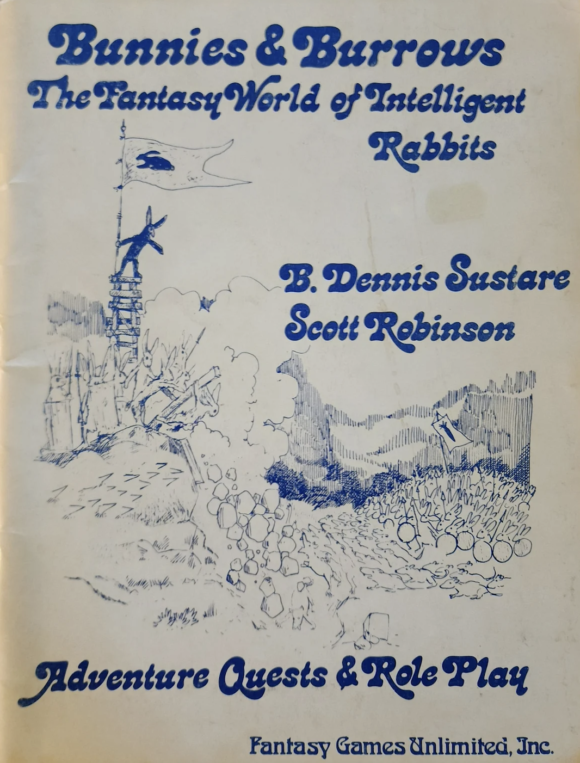 Bunnies & Burrows
The Fantasy World of Intelligent
Rabbits
B. Dennis Sustare
Scott Robinson
Adventure Quests & Role Play
Fantasy Games Unlimited, Inc.